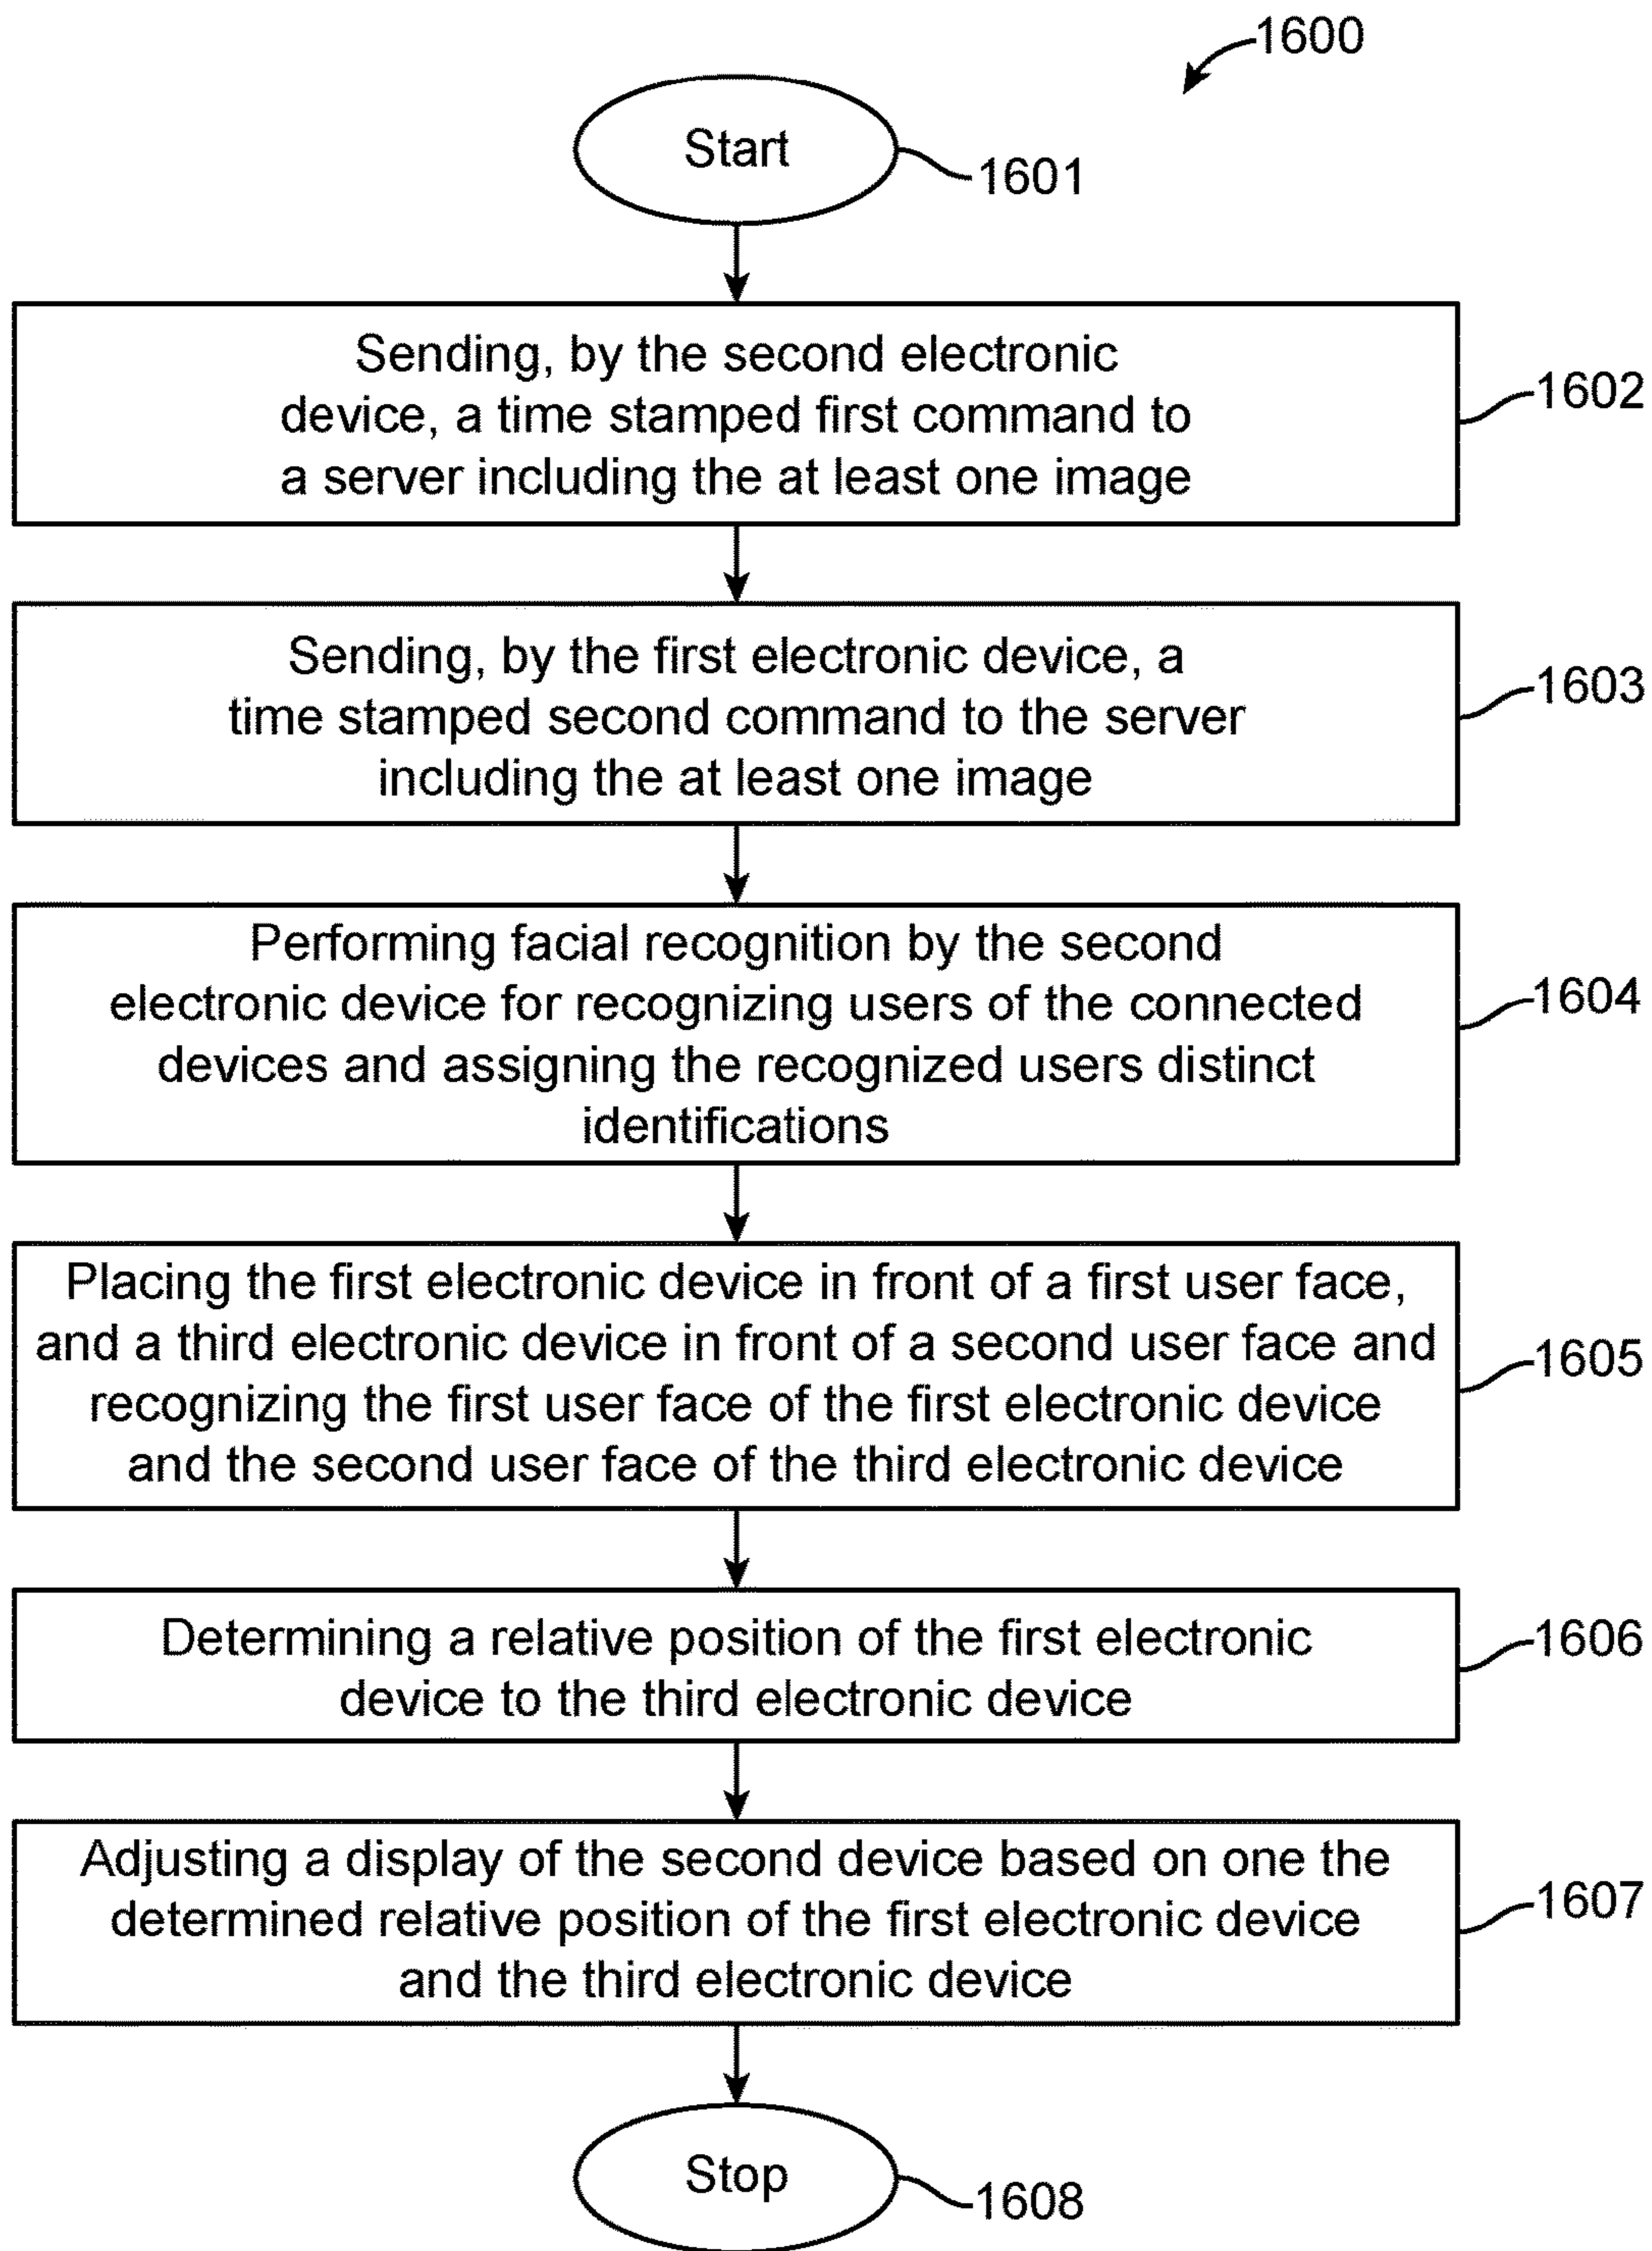 1600
Start
1601
Sending, by the second electronic
device, a time stamped first command to
a server including the at least one image
1602
Sending, by the first electronic device, a
time stamped second command to the server
including the at least one image
1603
Performing facial recognition by the second
electronic device for recognizing users of the connected
devices and assigning the recognized users distinct
identifications
1604
Placing the first electronic device in front of a first user face,
and a third electronic device in front of a second user face and
recognizing the first user face of the first electronic device
and the second user face of the third electronic device
1605
Determining a relative position of the first electronic
device to the third electronic device
1606
Adjusting a display of the second device based on one the
determined relative position of the first electronic device
and the third electronic device
1607
Stop
1608